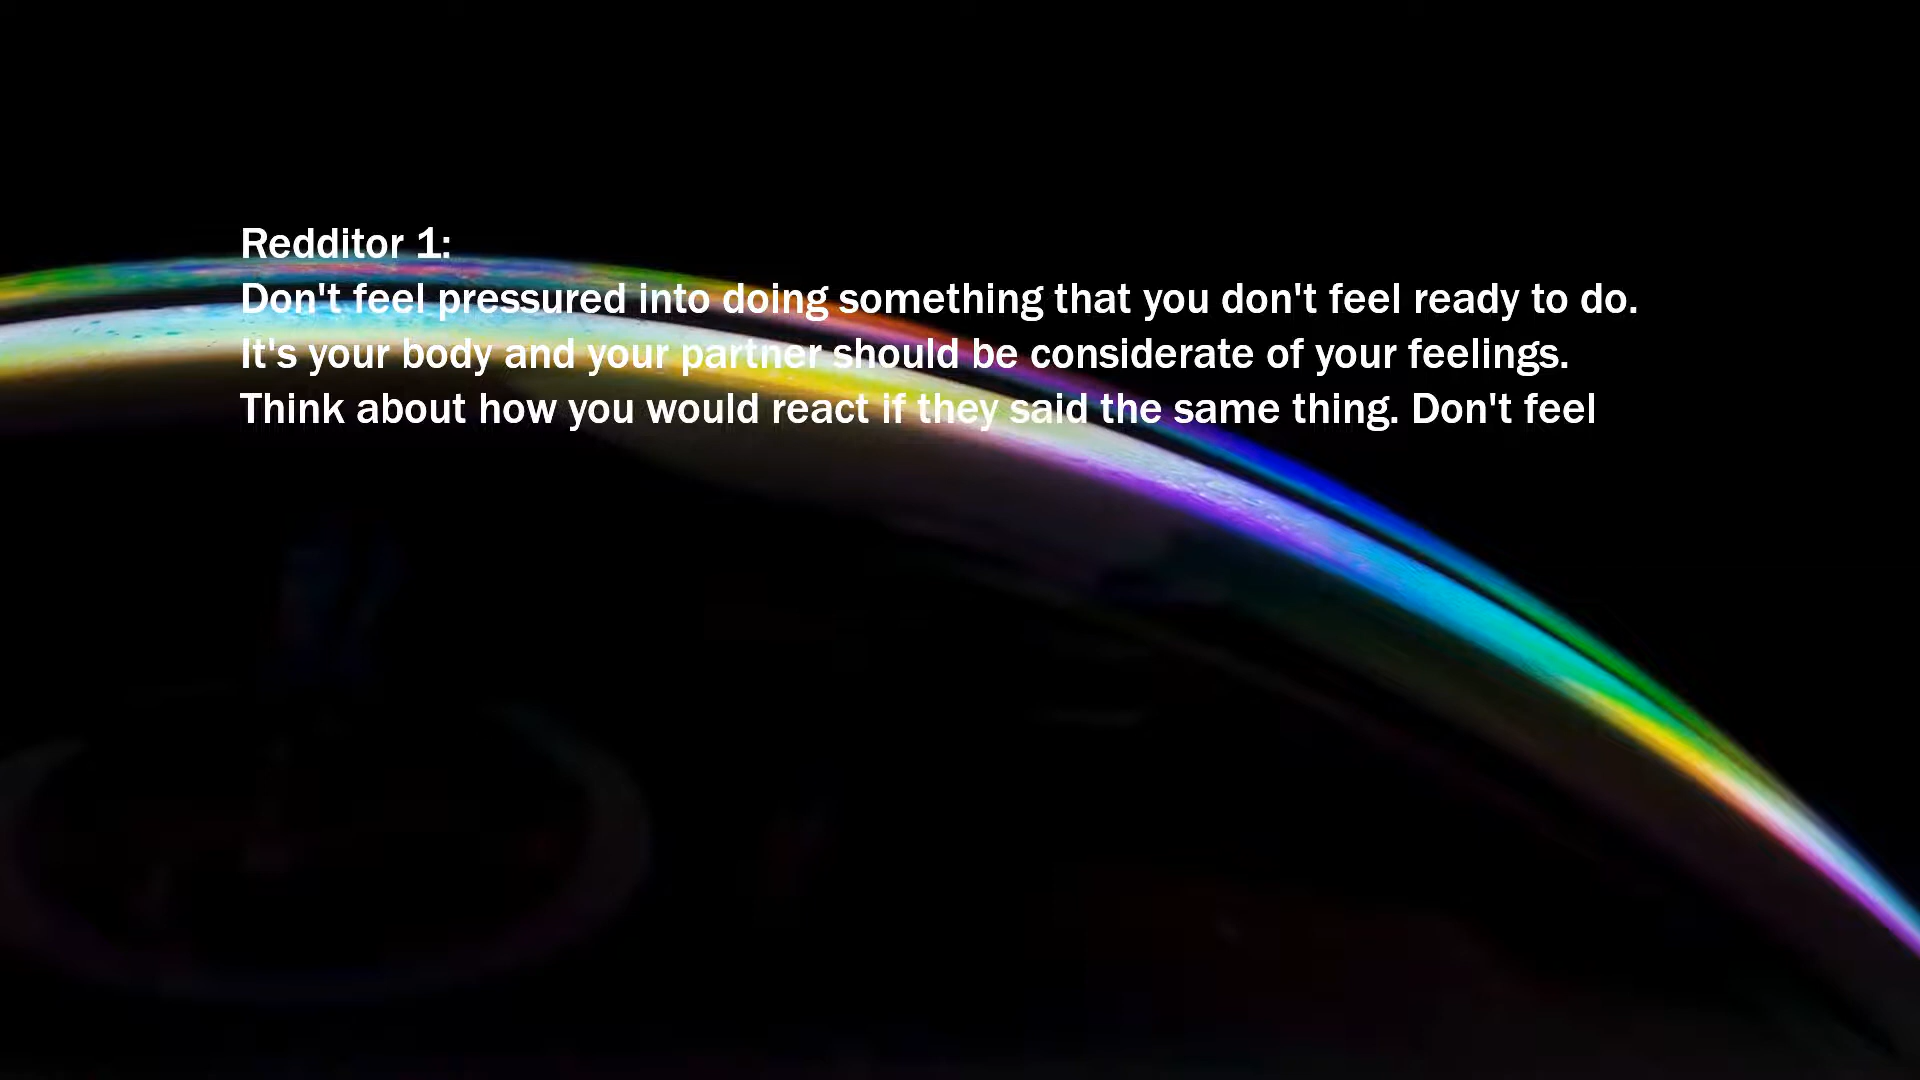 Redditor 1:
Don't feel pressured into doing something that you don't feel ready to do.
It's your body and your partner should be considerate of your feelings.
Think about how you would react if they said the same thing. Don't feel